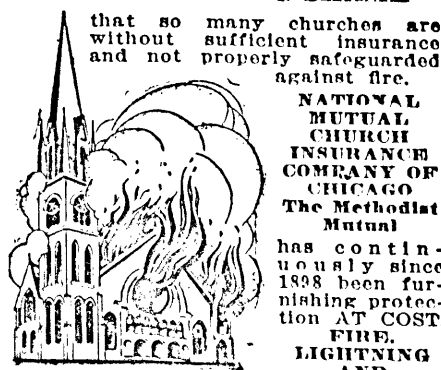 that so many churches are
without sufficient insurance
and not properly safeguarded
against fire.
NATIONAL
MUTUAL
CHURCH
INSURANCE
COMPANY OF
CHICAGO
The Methodist
Mutual
has contin-
uously since
1898 been fur-
nishing protec-
tion AT COST
FIRE.
LIGHTNING
AND